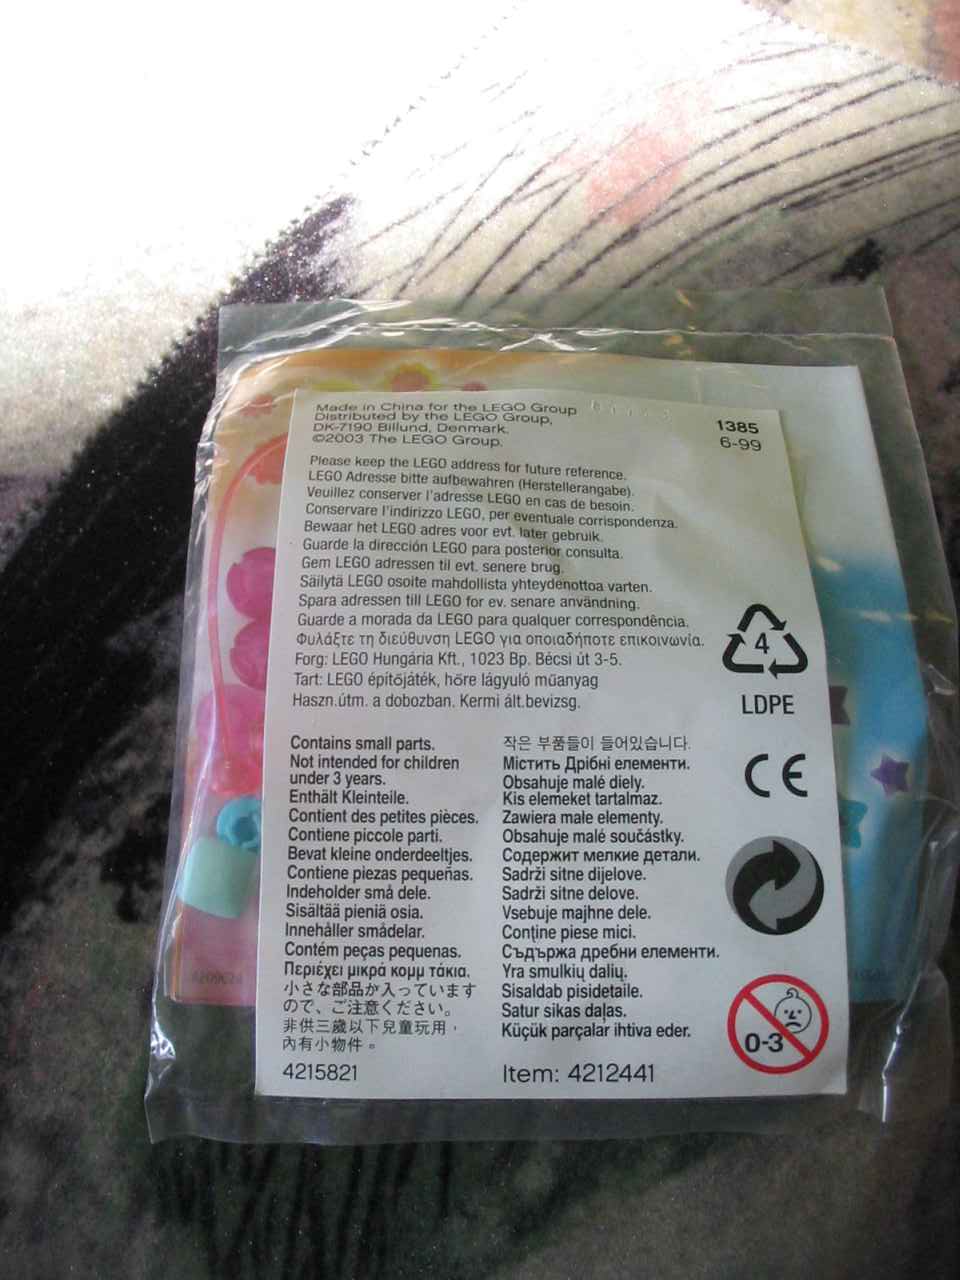 Made in China for the LEGO Group
Distributed by the LEGO Group,
DK-7190 Billund, Denmark.
©2003 The LEGO Group.
1385
6-99
Please keep the LEGO address for future reference.
LEGO Adresse bitte aufbewahren (Herstellerangabe).
Veuillez conserver l'adresse LEGO en cas de besoin.
Conservare l'indirizzo LEGO, per eventuale corrispondenza.
Bewaar het LEGO adres voor evt. later gebruik.
Guarde la dirección LEGO para posterior consulta.
Gem LEGO adressen til evt. senere brug.
Säilytä LEGO osoite mahdollista yhteydenottoa varten.
Spara adressen till LEGO for ev. senare användning.
Guarde a morada da LEGO para qualquer correspondência.
Φυλάξτε τη διεύθυνση LEGO για οποιαδήποτε επικοινωνία.
Forg: LEGO Hungária Kft., 1023 Bp. Bécsi út 3-5.
Tart: LEGO építőjáték, hőre lágyuló műanyag
Haszn.útm. a dobozban. Kermi ált.bevizsg.
4
LDPE
CE
Contains small parts.
Not intended for children
under 3 years.
Enthält Kleinteile.
Contient des petites pièces.
Contiene piccole parti.
Bevat kleine onderdeeltjes.
Contiene piezas pequeñas.
Indeholder små dele.
Sisältää pieniä osia.
Innehåller smådelar.
Contém peças pequenas.
Περιέχει μικρά κομμ τάκια.
小さな部品が入っています
ので、ご注意ください。
非供三歲以下兒童玩用，
內有小物件。
4215821
작은 부품들이 들어있습니다.
Містить Дрібні елементи.
Obsahuje malé diely.
Kis elemeket tartalmaz.
Zawiera małe elementy.
Obsahuje malé součástky.
Содержит мелкие детали.
Sadrži sitne dijelove.
Sadrži sitne delove.
Vsebuje majhne dele.
Conţine piese mici.
Съдържа дребни елементи.
Yra smulkių dalių.
Sisaldab pisidetaile.
Satur sikas daļas.
Küçük parçalar ihtiva eder.
Item: 4212441
0-3